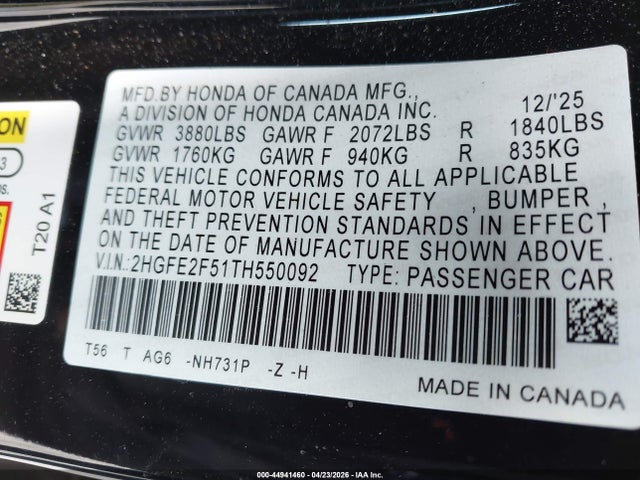 ON
3
s.
T20 A1
MFD.BY HONDA OF CANADA MFG.,
A DIVISION OF HONDA CANADA INC. 12/'25
GVWR 3880LBS GAWR F 2072LBS R 1840LBS
GVWR 1760KG GAWR F 940KG R 835KG
THIS VEHICLE CONFORMS TO ALL APPLICABLE
FEDERAL MOTOR VEHICLE SAFETY , BUMPER ,
AND THEFT PREVENTION STANDARDS IN EFFECT
ON THE DATE OF MANUFACTURE SHOWN ABOVE.
V.I.N.:2HGFE2F51TH550092 TYPE: PASSENGER CAR
T56 T AG6 -NH731P -Z -H
MADE IN CANADA
000-44941460 - 04/23/2026 - IAA Inc.